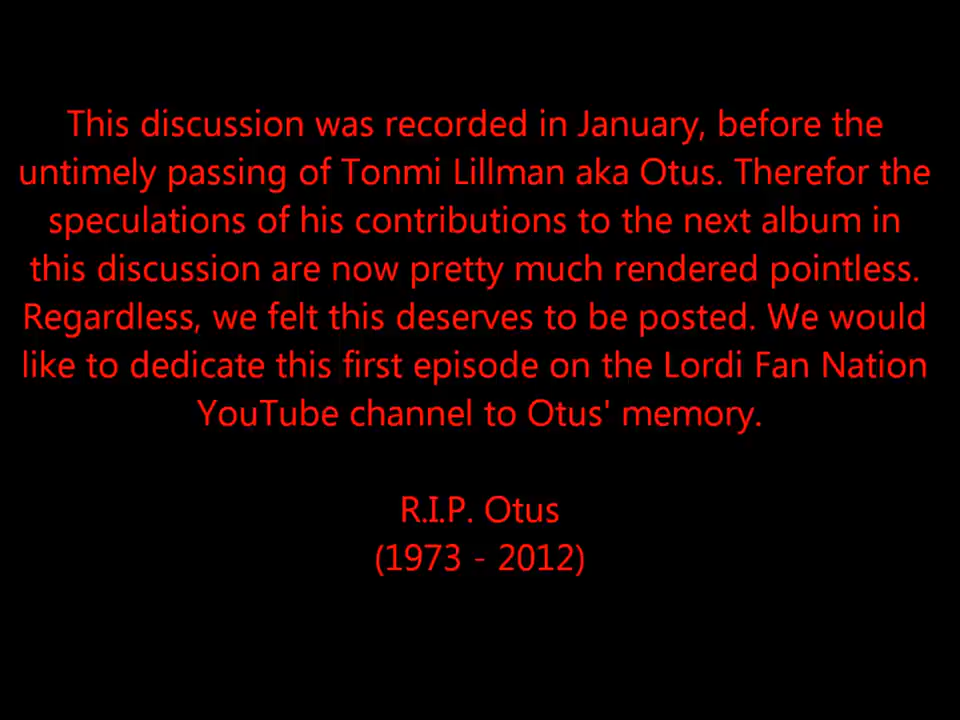 This discussion was recorded in January, before the
untimely passing of Tonmi Lillman aka Otus. Therefor the
speculations of his contributions to the next album in
this discussion are now pretty much rendered pointless.
Regardless, we felt this deserves to be posted. We would
like to dedicate this first episode on the Lordi Fan Nation
YouTube channel to Otus' memory.
R.I.P. Otus
(1973 - 2012)